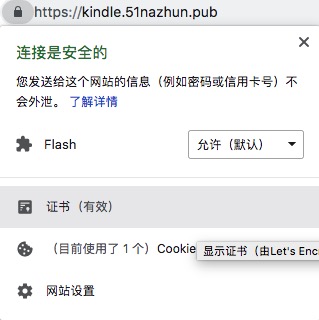 https://kindle.51nazhun.pub
连接是安全的
您发送给这个网站的信息（例如密码或信用卡号）不
会外泄。 了解详情
Flash 允许（默认）
证书（有效）
（目前使用了 1 个）Cookie
显示证书（由Let's Enc
网站设置